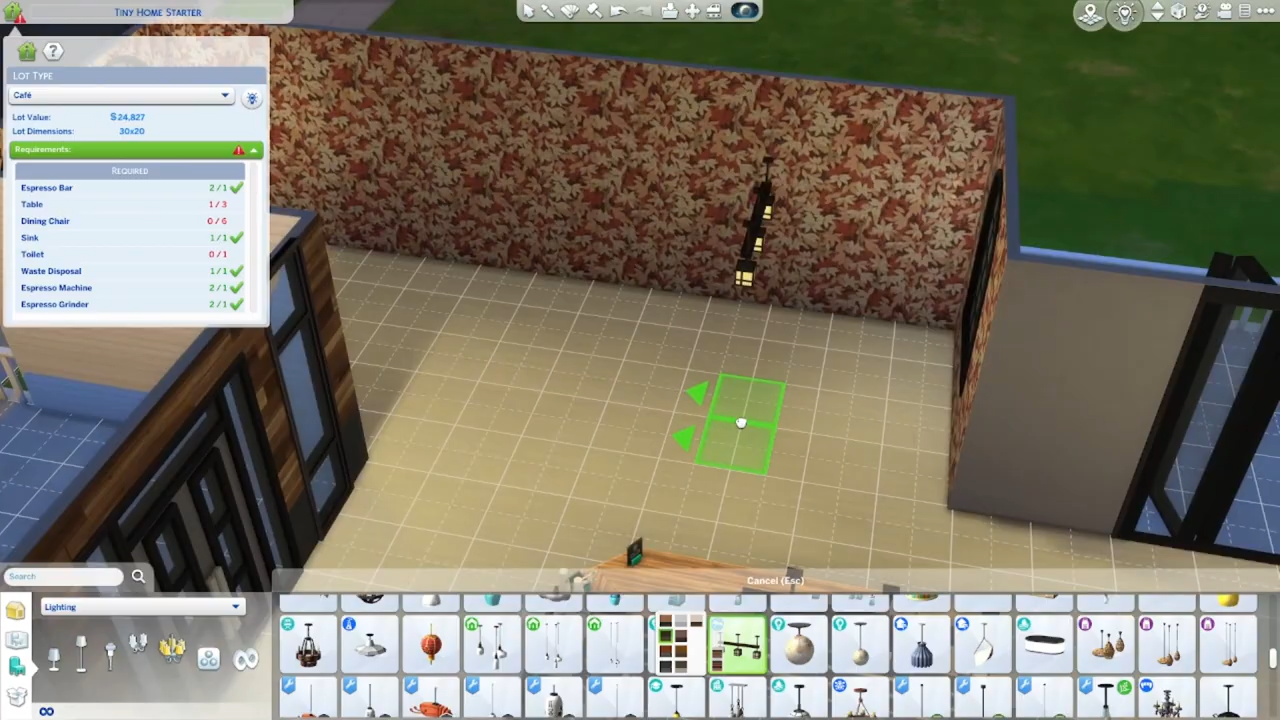 TINY HOME STARTER
?
LOT TYPE
Café
Lot Value: §24,827
Lot Dimensions: 30x20
Requirements:
REQUIRED
Espresso Bar 2/1
Table 1/3
Dining Chair 0/6
Sink 1/1
Toilet 0/1
Waste Disposal 1/1
Espresso Machine 2/1
Espresso Grinder 2/1
Search
Cancel (Esc)
Lighting